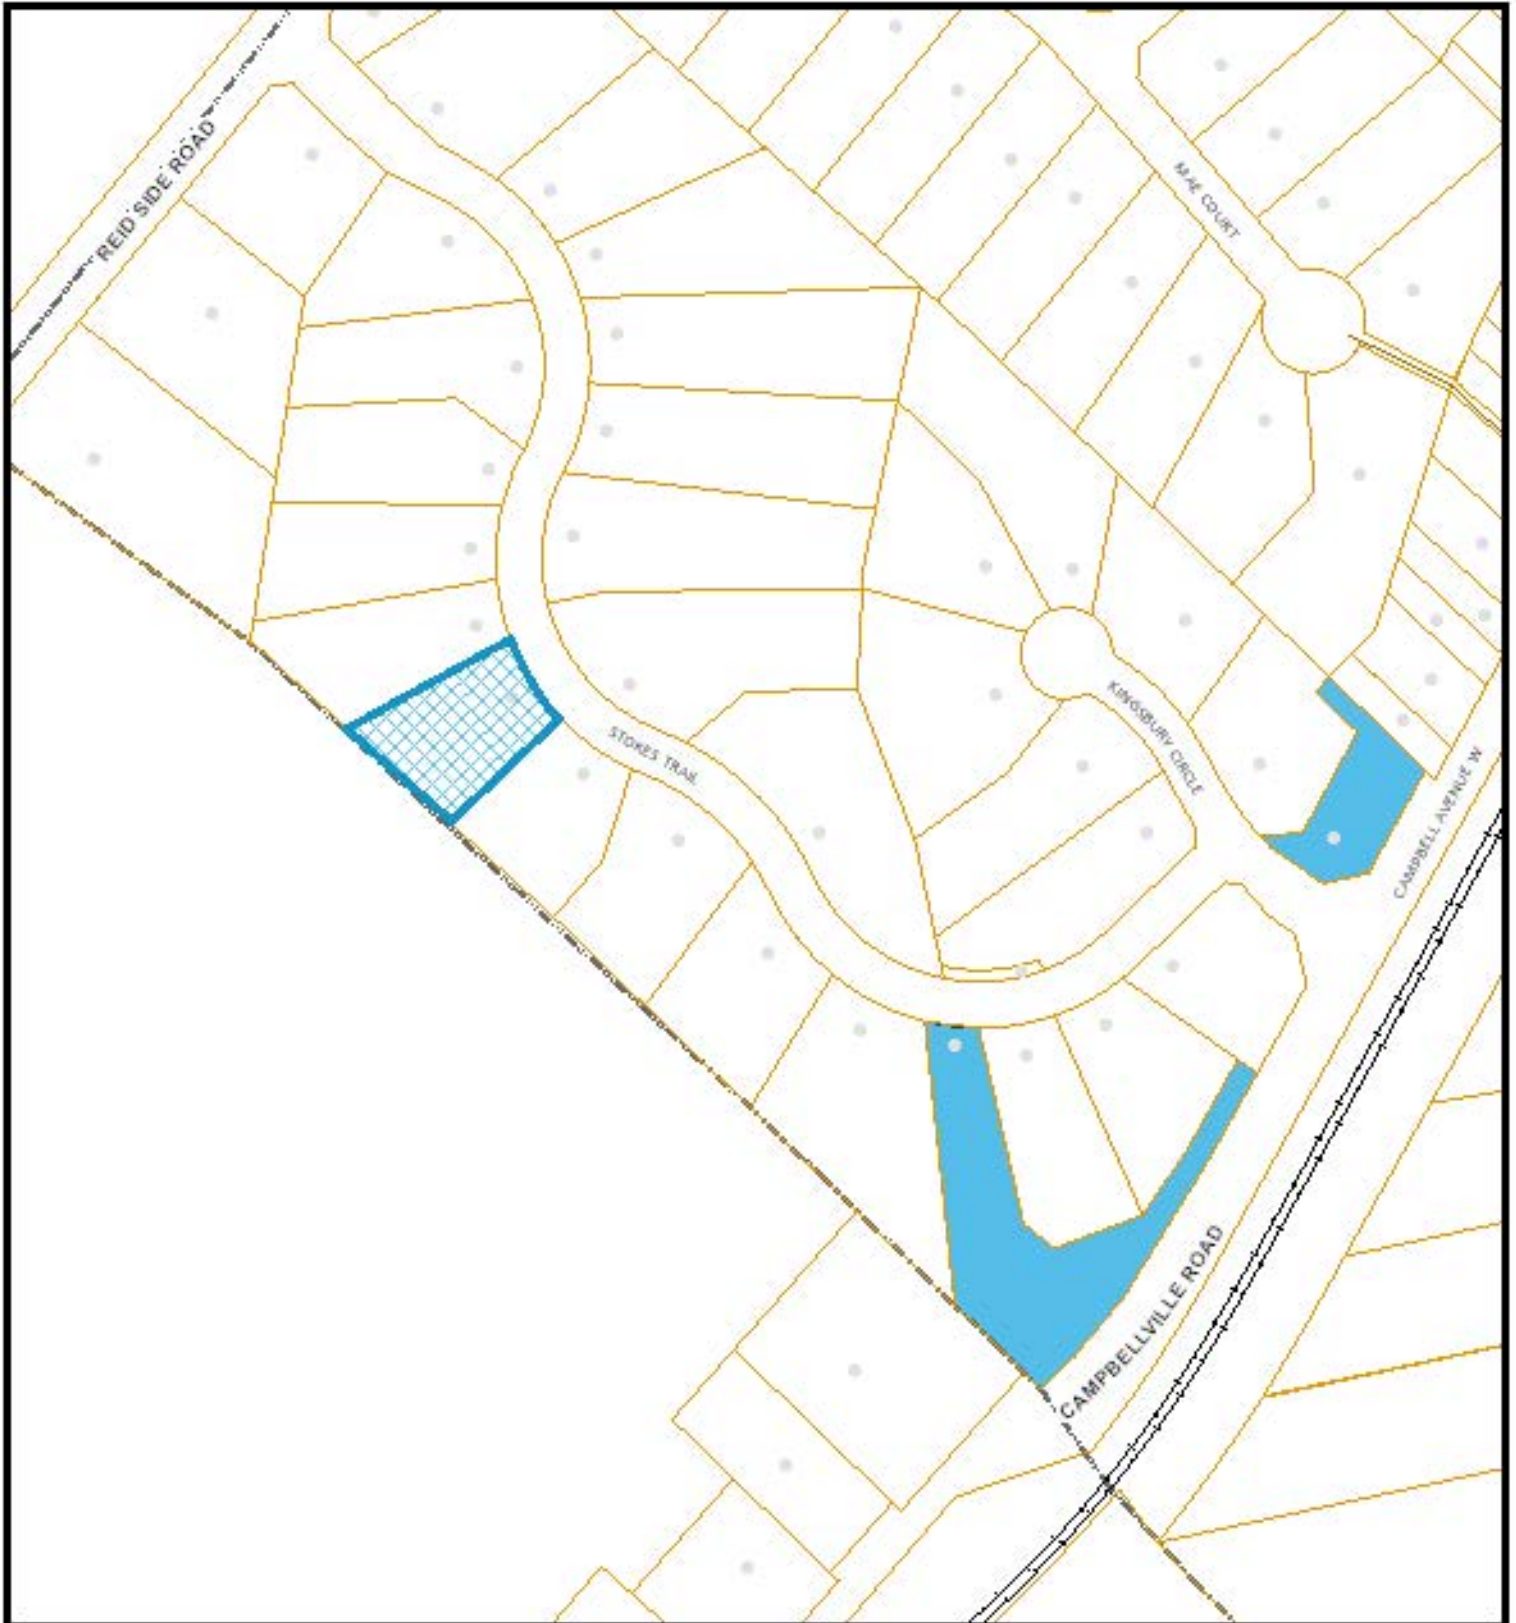 REID SIDE ROAD
MAE COURT
KINGSBURY CIRCLE
STOKES TRAIL
CAMPBELL AVENUE W
CAMPBELLVILLE ROAD